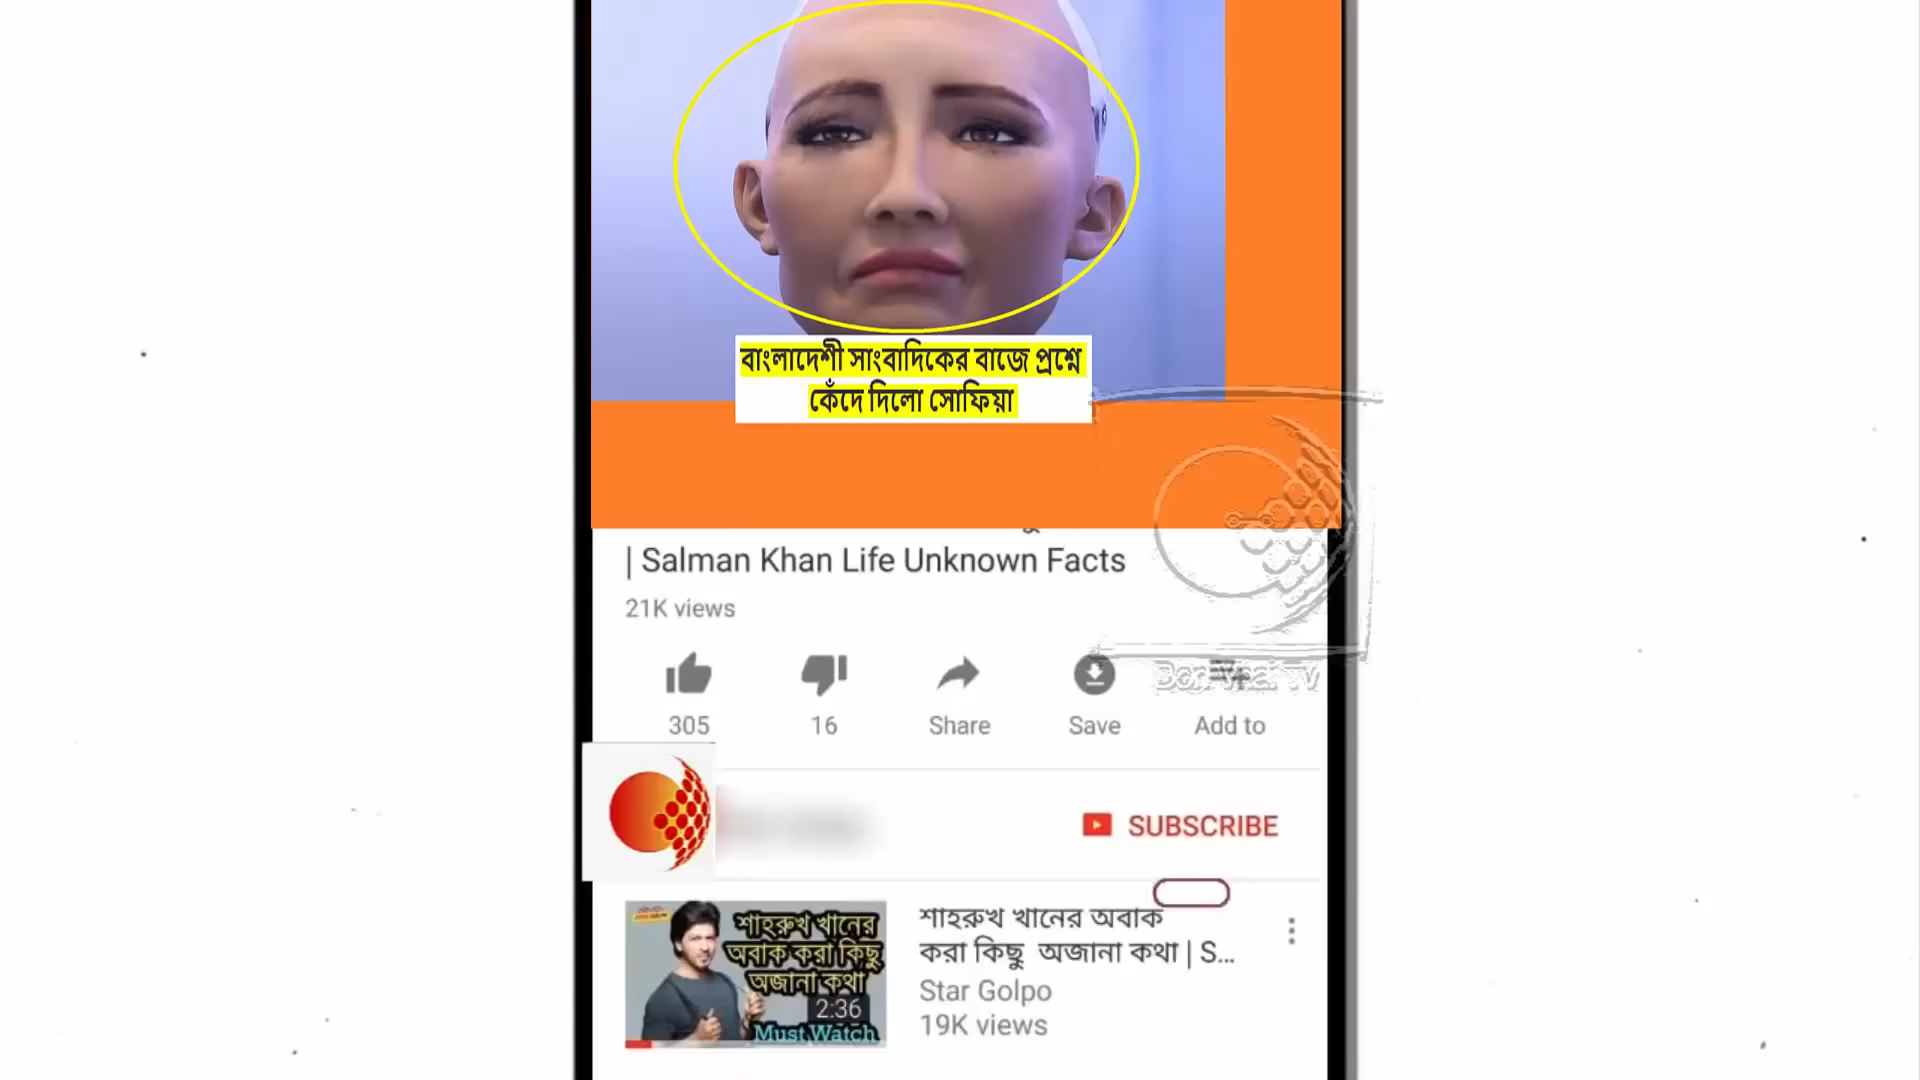 বাংলাদেশী সাংবাদিকের বাজে প্রশ্নে
কেঁদে দিলো সোফিয়া
| Salman Khan Life Unknown Facts
21K views
305
16
Share
Save
Add to
SUBSCRIBE
শাহরুখ খানের
অবাক করা কিছু
অজানা কথা
2:36
Must Watch
শাহরুখ খানের অবাক
করা কিছু অজানা কথা | S...
Star Golpo
19K views